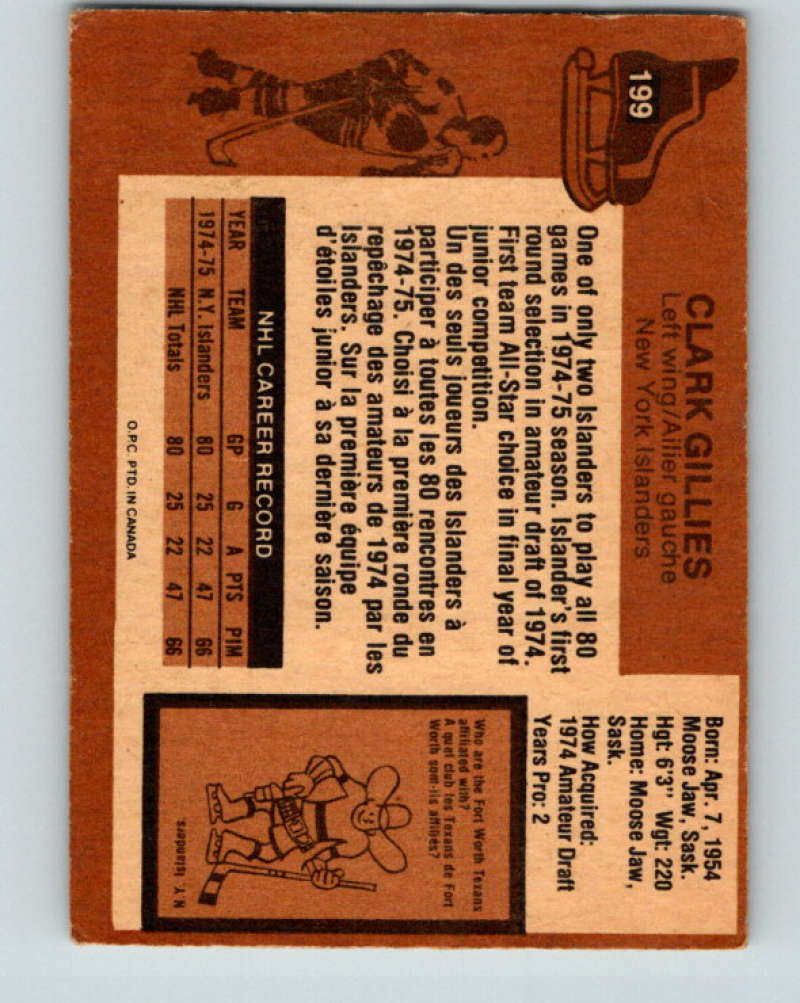 199
CLARK GILLIES
Left wing/Ailier gauche
New York Islanders
Born: Apr. 7, 1954
Moose Jaw, Sask.
Hgt: 6'3" Wgt: 220
Home: Moose Jaw,
Sask.
How Acquired:
1974 Amateur Draft
Years Pro: 2
One of only two Islanders to play all 80
games in 1974-75 season. Islander's first
round selection in amateur draft of 1974.
First team All-Star choice in final year of
junior competition.
Un des seuls joueurs des Islanders à
participer à toutes les 80 rencontres en
1974-75. Choisi à la première ronde du
repêchage des amateurs de 1974 par les
Islanders. Sur la première équipe
d'étoiles junior à sa dernière saison.
NHL CAREER RECORD
YEAR TEAM GP G A PTS PIM
1974-75 N.Y. Islanders 80 25 22 47 66
NHL Totals 80 25 22 47 66
Who are the Fort Worth Texans
affiliated with?
A quel club les Texans de Fort
Worth sont-ils affiliés?
N.Y. Islanders.
O.P.C. PTD. IN CANADA